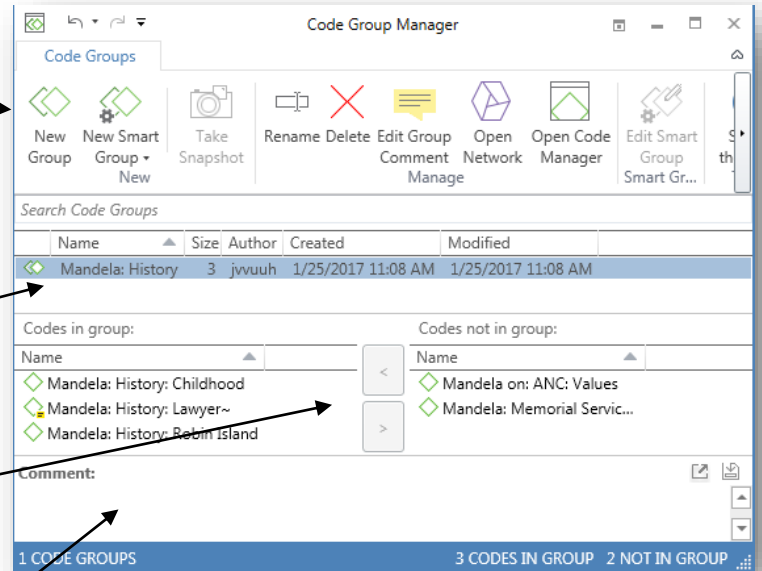 Code Group Manager
Code Groups
New Group
New Smart Group
Take Snapshot
Rename
Delete
Edit Group Comment
Open Network
Open Code Manager
Edit Smart Group
New
Manage
Smart Gr...
Search Code Groups
Name Size Author Created Modified
Mandela: History 3 jvvuuh 1/25/2017 11:08 AM 1/25/2017 11:08 AM
Codes in group:
Name
Mandela: History: Childhood
Mandela: History: Lawyer~
Mandela: History: Robin Island
<
>
Codes not in group:
Name
Mandela on: ANC: Values
Mandela: Memorial Servic...
Comment:
1 CODE GROUPS 3 CODES IN GROUP 2 NOT IN GROUP